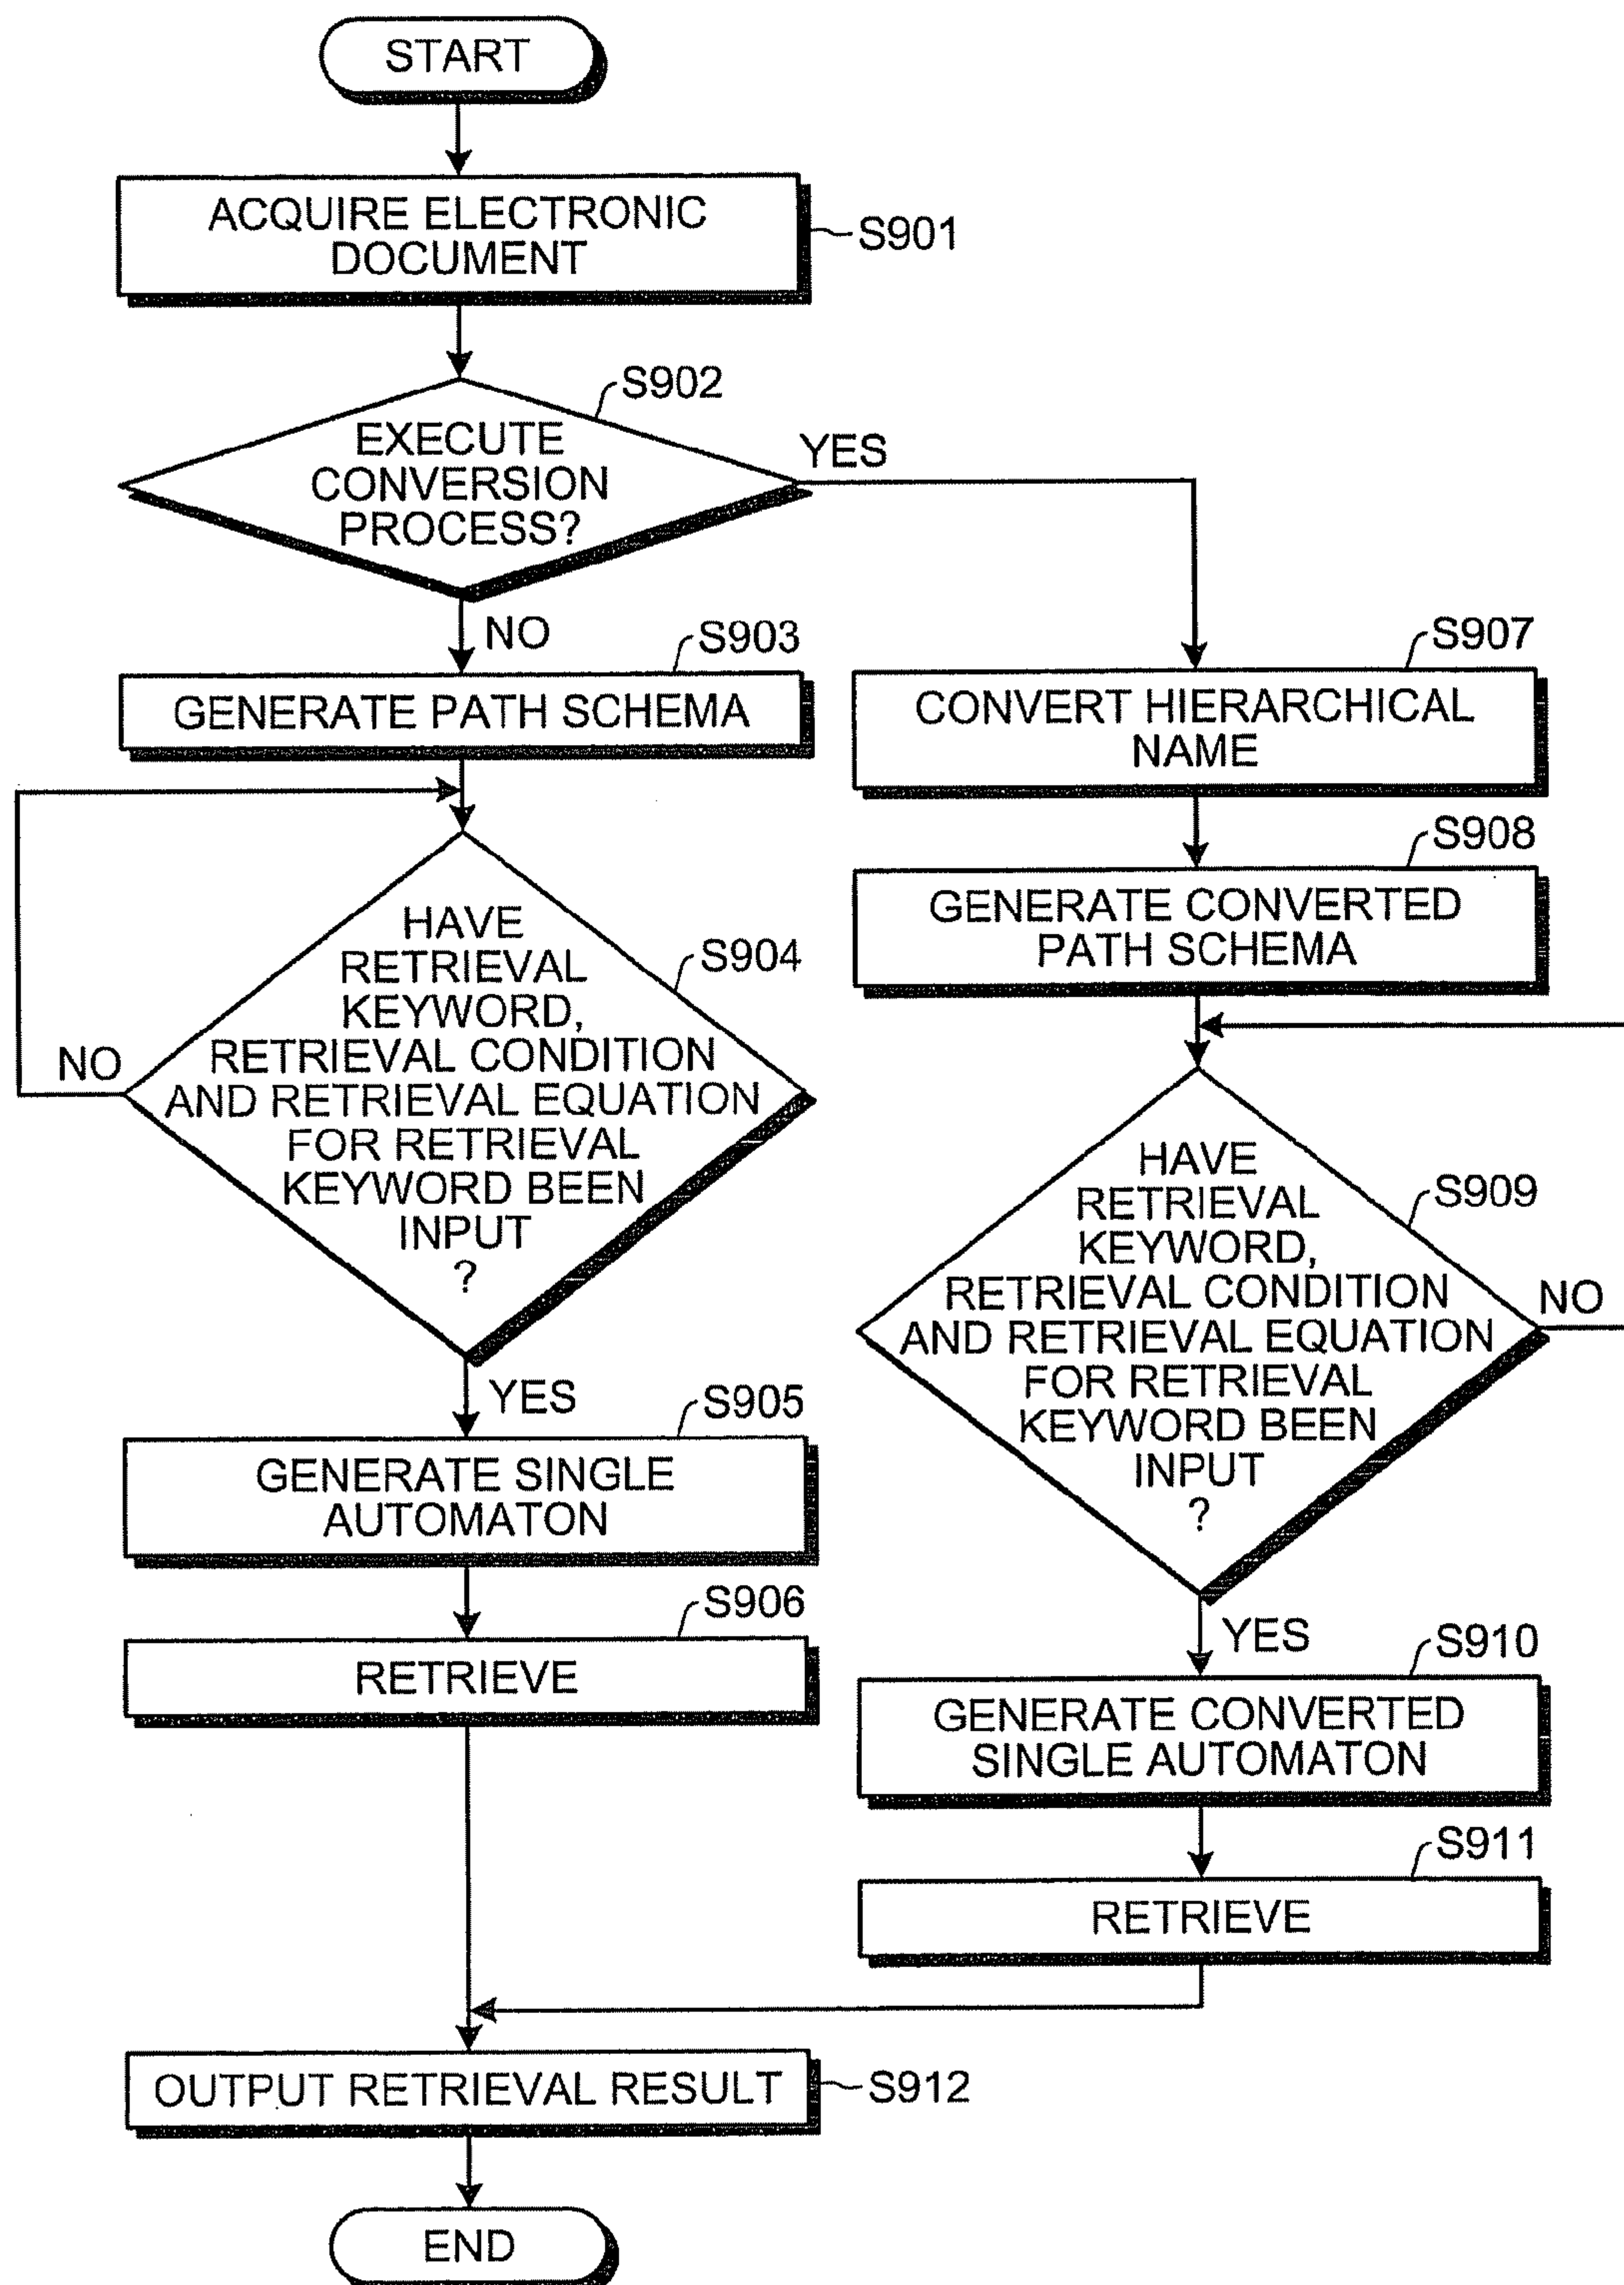 START
ACQUIRE ELECTRONIC
DOCUMENT
S901
S902
EXECUTE
CONVERSION
PROCESS?
YES
NO
S903
GENERATE PATH SCHEMA
HAVE
RETRIEVAL
KEYWORD,
RETRIEVAL CONDITION
AND RETRIEVAL EQUATION
FOR RETRIEVAL
KEYWORD BEEN
INPUT
?
S904
NO
YES
S905
GENERATE SINGLE
AUTOMATON
S906
RETRIEVE
S907
CONVERT HIERARCHICAL
NAME
S908
GENERATE CONVERTED
PATH SCHEMA
HAVE
RETRIEVAL
KEYWORD,
RETRIEVAL CONDITION
AND RETRIEVAL EQUATION
FOR RETRIEVAL
KEYWORD BEEN
INPUT
?
S909
NO
YES
S910
GENERATE CONVERTED
SINGLE AUTOMATON
S911
RETRIEVE
OUTPUT RETRIEVAL RESULT
S912
END